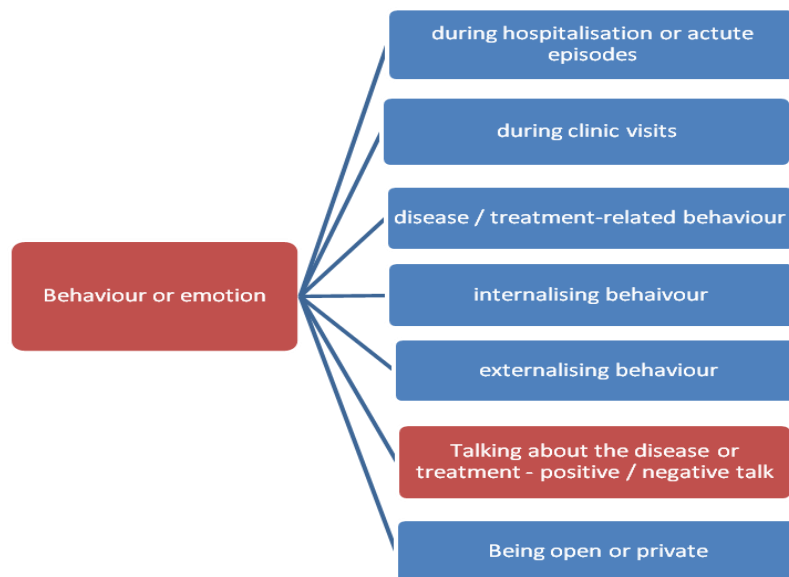 during hospitalisation or actute
episodes
during clinic visits
disease / treatment-related behaviour
Behaviour or emotion
internalising behaivour
externalising behaviour
Talking about the disease or
treatment - positive / negative talk
Being open or private